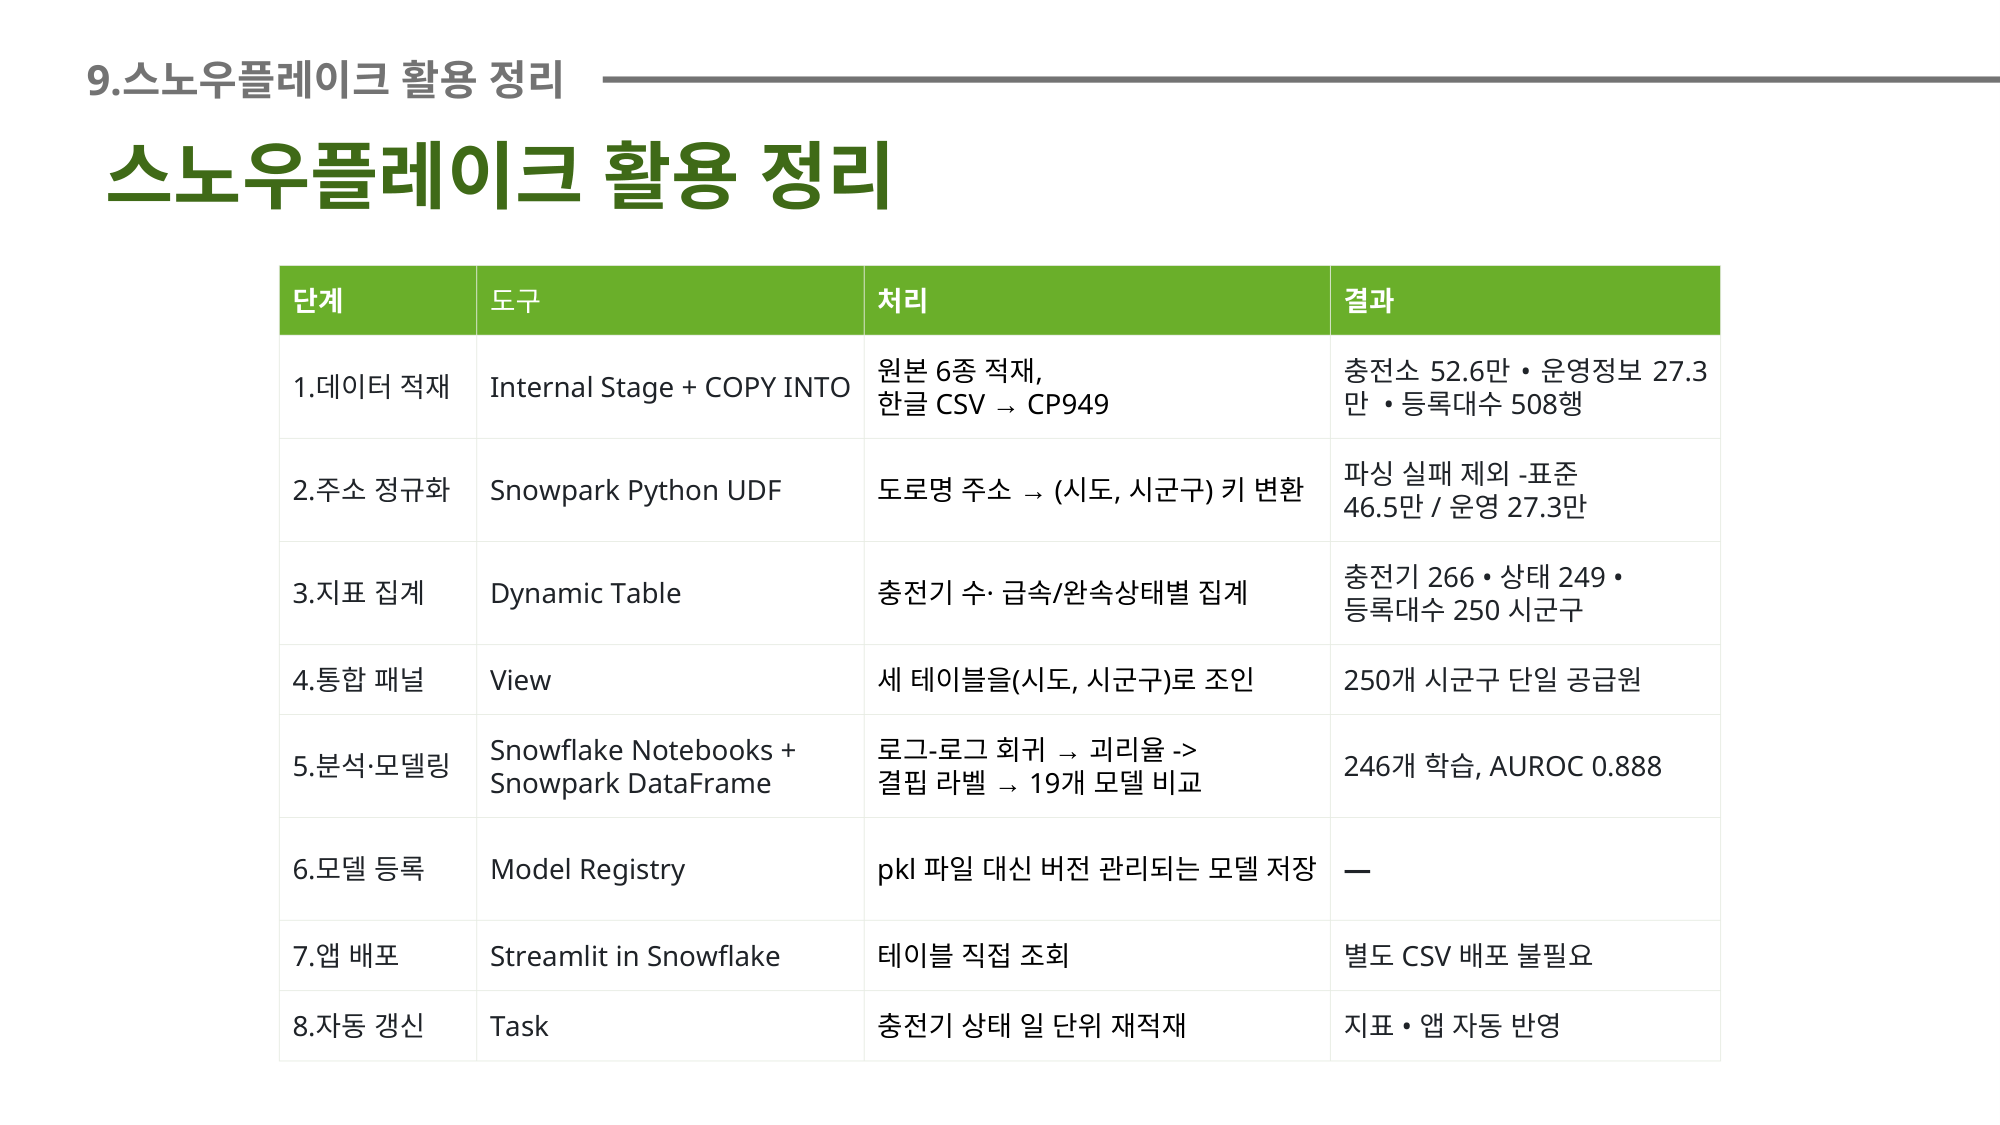 9.스노우플레이크 활용 정리
스노우플레이크 활용 정리
단계 도구 처리 결과
1.데이터 적재 Internal Stage + COPY INTO 원본 6종 적재,
한글 CSV → CP949 충전소 52.6만 • 운영정보 27.3
만 • 등록대수 508행
2.주소 정규화 Snowpark Python UDF 도로명 주소 → (시도, 시군구) 키 변환 파싱 실패 제외 -표준
46.5만 / 운영 27.3만
3.지표 집계 Dynamic Table 충전기 수· 급속/완속상태별 집계 충전기 266 • 상태 249 •
등록대수 250 시군구
4.통합 패널 View 세 테이블을(시도, 시군구)로 조인 250개 시군구 단일 공급원
5.분석·모델링 Snowflake Notebooks +
Snowpark DataFrame 로그-로그 회귀 → 괴리율 ->
결핍 라벨 → 19개 모델 비교 246개 학습, AUROC 0.888
6.모델 등록 Model Registry pkl 파일 대신 버전 관리되는 모델 저장 —
7.앱 배포 Streamlit in Snowflake 테이블 직접 조회 별도 CSV 배포 불필요
8.자동 갱신 Task 충전기 상태 일 단위 재적재 지표 • 앱 자동 반영